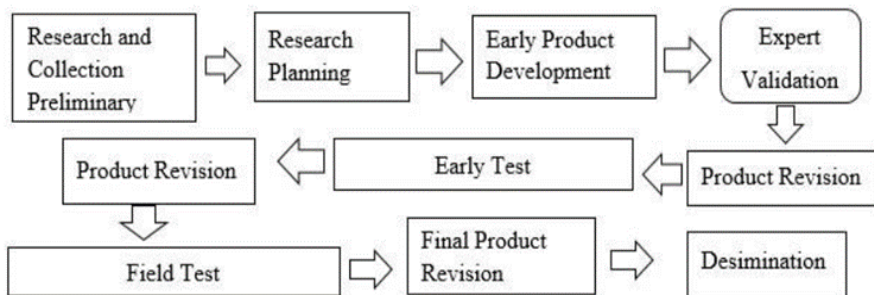 Research and
Collection
Preliminary
Research
Planning
Early Product
Development
Expert
Validation
Product Revision
Early Test
Product Revision
Field Test
Final Product
Revision
Desimination